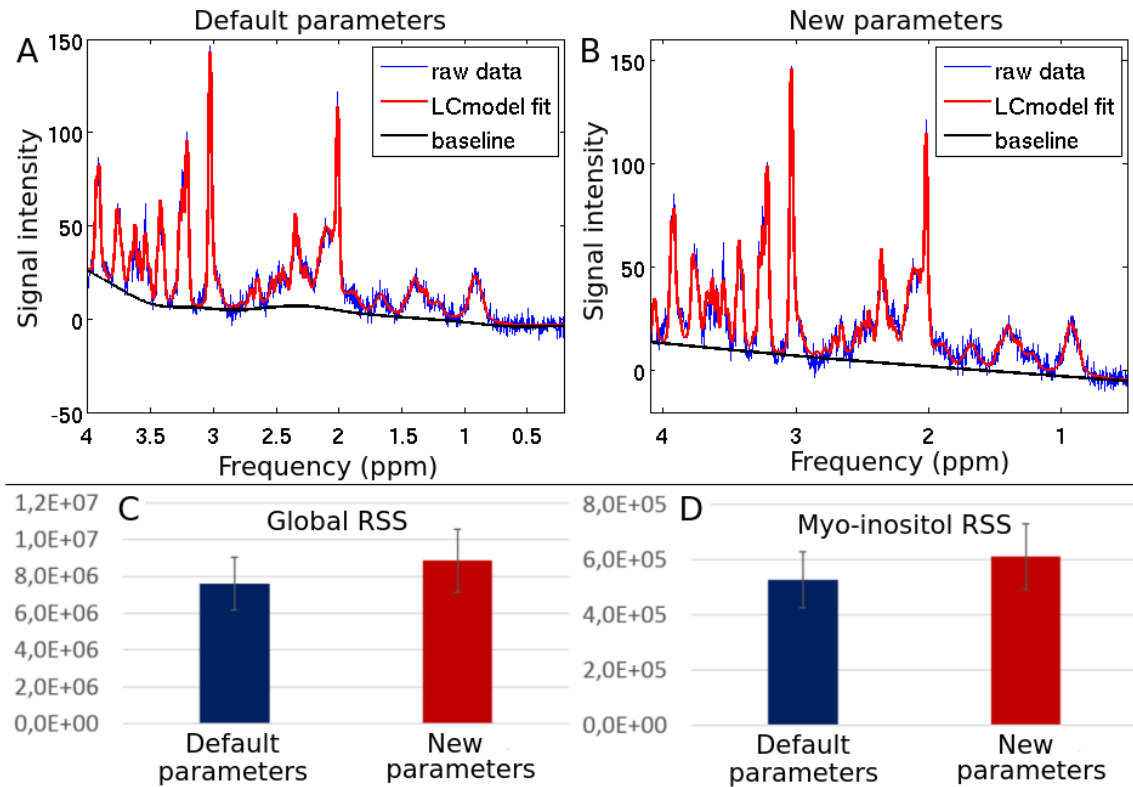 Default parameters
A
150
100
50
0
-50
Signal intensity
raw data
LCmodel fit
baseline
4 3.5 3 2.5 2 1.5 1 0.5
Frequency (ppm)
New parameters
B
150
100
50
0
Signal intensity
raw data
LCmodel fit
baseline
4 3 2 1
Frequency (ppm)
C
Global RSS
1,2E+07
1,0E+07
8,0E+06
6,0E+06
4,0E+06
2,0E+06
0,0E+00
Default
parameters
New
parameters
D
Myo-inositol RSS
8,0E+05
6,0E+05
4,0E+05
2,0E+05
0,0E+00
Default
parameters
New
parameters